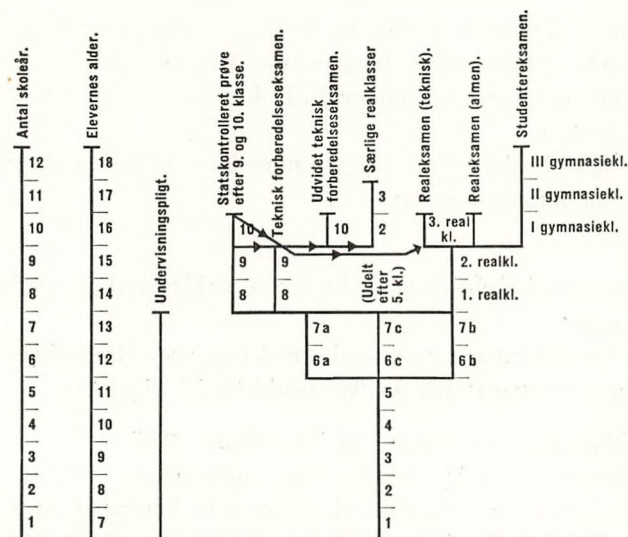 Antal skoleår.
Elevernes alder.
Undervisningspligt.
Statskontrolleret prøve
efter 9. og 10. klasse.
Teknisk forberedelseseksamen.
Udvidet teknisk
forberedelseseksamen.
Særlige realklasser
Realeksamen (teknisk).
Realeksamen (almen).
Studentereksamen.
12 18 III gymnasiekl.
11 17 3 II gymnasiekl.
10 16 10 10 2 3. real I gymnasiekl.
kl.
9 15 9 9 2. realkl.
8 14 8 8 1. realkl.
(Udelt
efter
5. kl.)
7 13 7a 7c 7b
6 12 6a 6c 6b
5 11 5
4 10 4
3 9 3
2 8 2
1 7 1